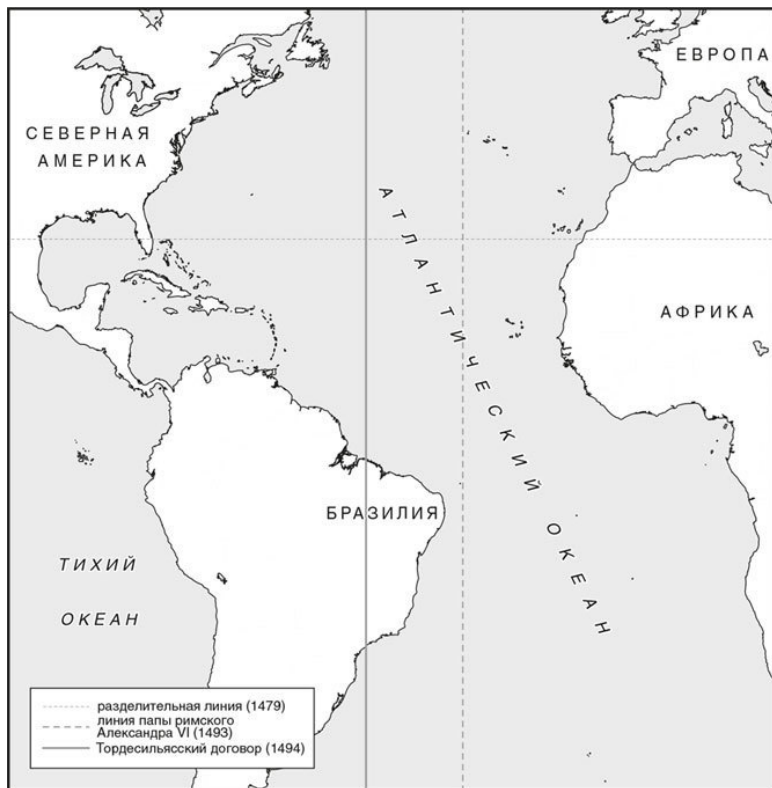 ЕВРОПА
СЕВЕРНАЯ
АМЕРИКА
АТЛАНТИЧЕСКИЙ ОКЕАН
АФРИКА
БРАЗИЛИЯ
ТИХИЙ
ОКЕАН
разделительная линия (1479)
линия папы римского
Александра VI (1493)
Тордесильясский договор (1494)